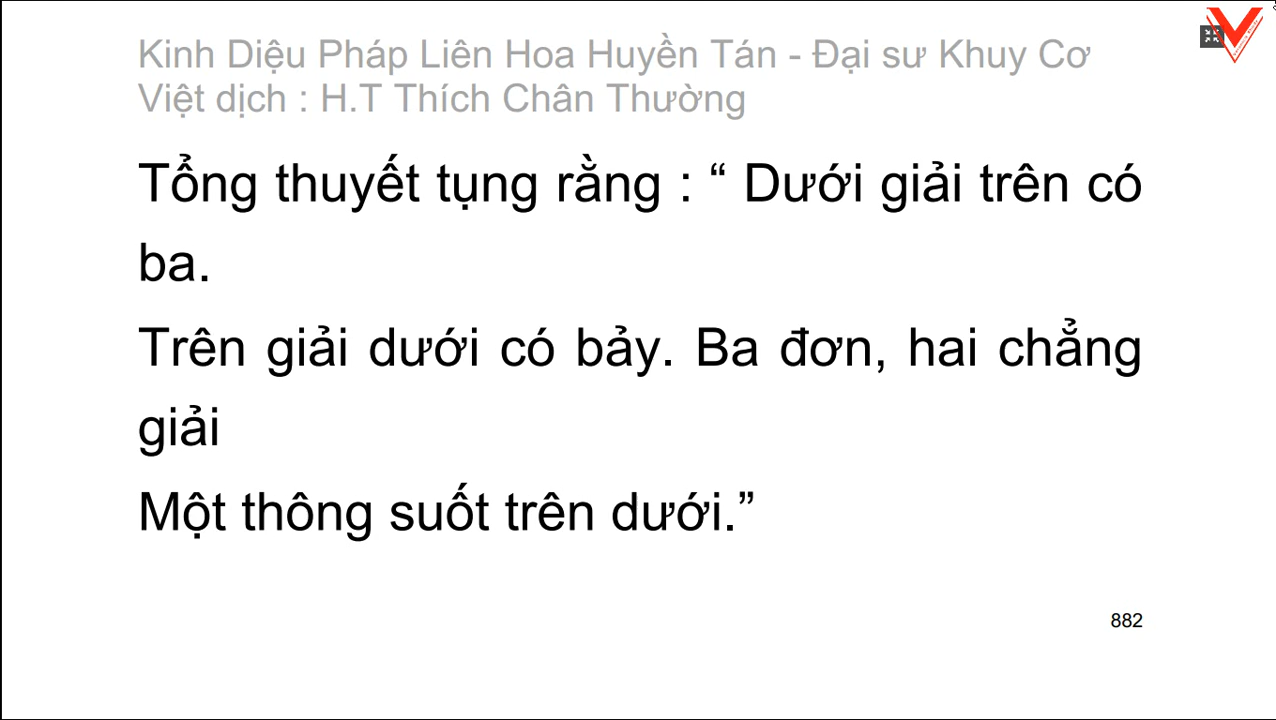 Kinh Diệu Pháp Liên Hoa Huyền Tán - Đại sư Khuy Cơ
Việt dịch : H.T Thích Chân Thường
Tổng thuyết tụng rằng : “ Dưới giải trên có
ba.
Trên giải dưới có bảy. Ba đơn, hai chẳng
giải
Một thông suốt trên dưới.”
882